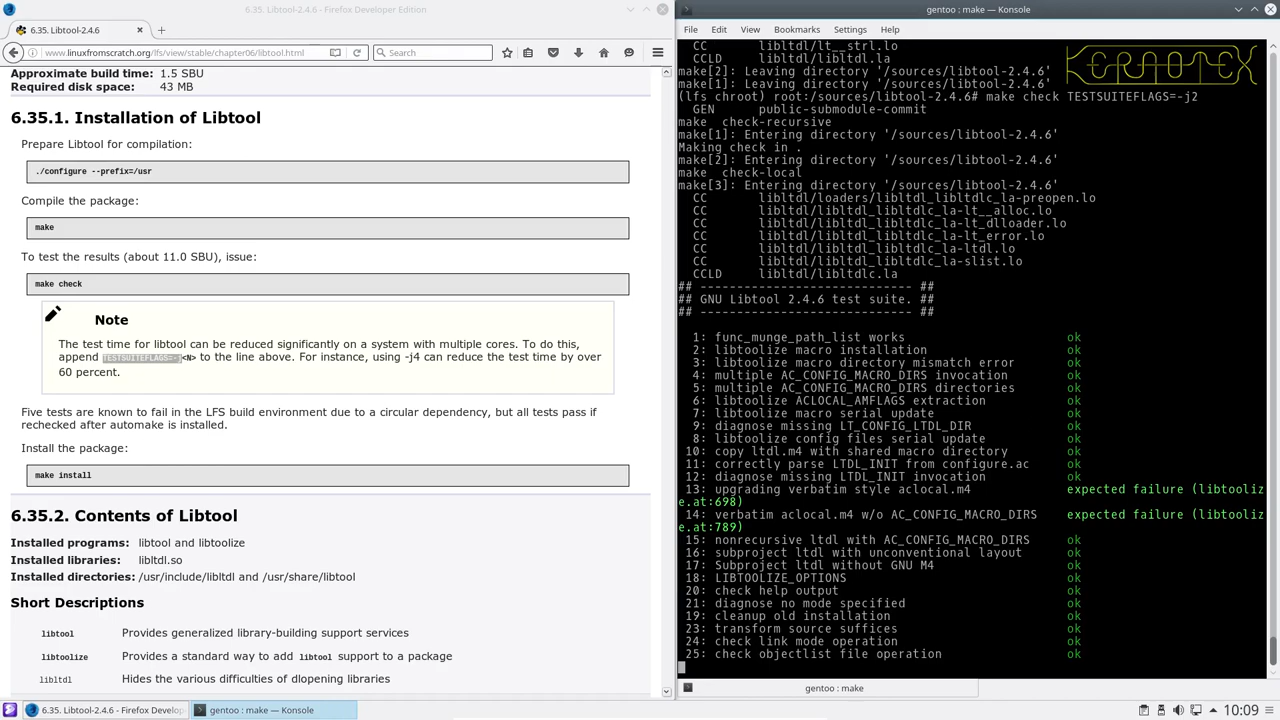 6.35. Libtool-2.4.6 - Firefox Developer Edition
6.35. Libtool-2.4.6
www.linuxfromscratch.org/lfs/view/stable/chapter06/libtool.html
Search
Approximate build time: 1.5 SBU
Required disk space: 43 MB
6.35.1. Installation of Libtool
Prepare Libtool for compilation:
./configure --prefix=/usr
Compile the package:
make
To test the results (about 11.0 SBU), issue:
make check
Note
The test time for libtool can be reduced significantly on a system with multiple cores. To do this,
append TESTSUITEFLAGS=-j<N> to the line above. For instance, using -j4 can reduce the test time by over
60 percent.
Five tests are known to fail in the LFS build environment due to a circular dependency, but all tests pass if
rechecked after automake is installed.
Install the package:
make install
6.35.2. Contents of Libtool
Installed programs: libtool and libtoolize
Installed libraries: libltdl.so
Installed directories: /usr/include/libltdl and /usr/share/libtool
Short Descriptions
libtool Provides generalized library-building support services
libtoolize Provides a standard way to add libtool support to a package
libltdl Hides the various difficulties of dlopening libraries
gentoo : make — Konsole
File Edit View Bookmarks Settings Help
CC libltdl/lt__strl.lo
CCLD libltdl/libltdl.la
make[2]: Leaving directory '/sources/libtool-2.4.6'
make[1]: Leaving directory '/sources/libtool-2.4.6'
(lfs chroot) root:/sources/libtool-2.4.6# make check TESTSUITEFLAGS=-j2
GEN public-submodule-commit
make check-recursive
make[1]: Entering directory '/sources/libtool-2.4.6'
Making check in .
make[2]: Entering directory '/sources/libtool-2.4.6'
make check-local
make[3]: Entering directory '/sources/libtool-2.4.6'
CC libltdl/loaders/libltdl_libltdlc_la-preopen.lo
CC libltdl/libltdl_libltdlc_la-lt__alloc.lo
CC libltdl/libltdl_libltdlc_la-lt_dlloader.lo
CC libltdl/libltdl_libltdlc_la-lt_error.lo
CC libltdl/libltdl_libltdlc_la-ltdl.lo
CC libltdl/libltdl_libltdlc_la-slist.lo
CCLD libltdl/libltdlc.la
## ---------------------------- ##
## GNU Libtool 2.4.6 test suite. ##
## ---------------------------- ##
1: func_munge_path_list works ok
2: libtoolize macro installation ok
3: libtoolize macro directory mismatch error ok
4: multiple AC_CONFIG_MACRO_DIRS invocation ok
5: multiple AC_CONFIG_MACRO_DIRS directories ok
6: libtoolize ACLOCAL_AMFLAGS extraction ok
7: libtoolize macro serial update ok
9: diagnose missing LT_CONFIG_LTDL_DIR ok
8: libtoolize config files serial update ok
10: copy ltdl.m4 with shared macro directory ok
11: correctly parse LTDL_INIT from configure.ac ok
12: diagnose missing LTDL_INIT invocation ok
13: upgrading verbatim style aclocal.m4 expected failure (libtooliz
e.at:698)
14: verbatim aclocal.m4 w/o AC_CONFIG_MACRO_DIRS expected failure (libtooliz
e.at:789)
15: nonrecursive ltdl with AC_CONFIG_MACRO_DIRS ok
16: subproject ltdl with unconventional layout ok
17: Subproject ltdl without GNU M4 ok
18: LIBTOOLIZE_OPTIONS ok
20: check help output ok
21: diagnose no mode specified ok
19: cleanup old installation ok
23: transform source suffices ok
24: check link mode operation ok
25: check objectlist file operation ok
gentoo : make
6.35. Libtool-2.4.6 - Firefox Develop
gentoo : make — Konsole
10:09